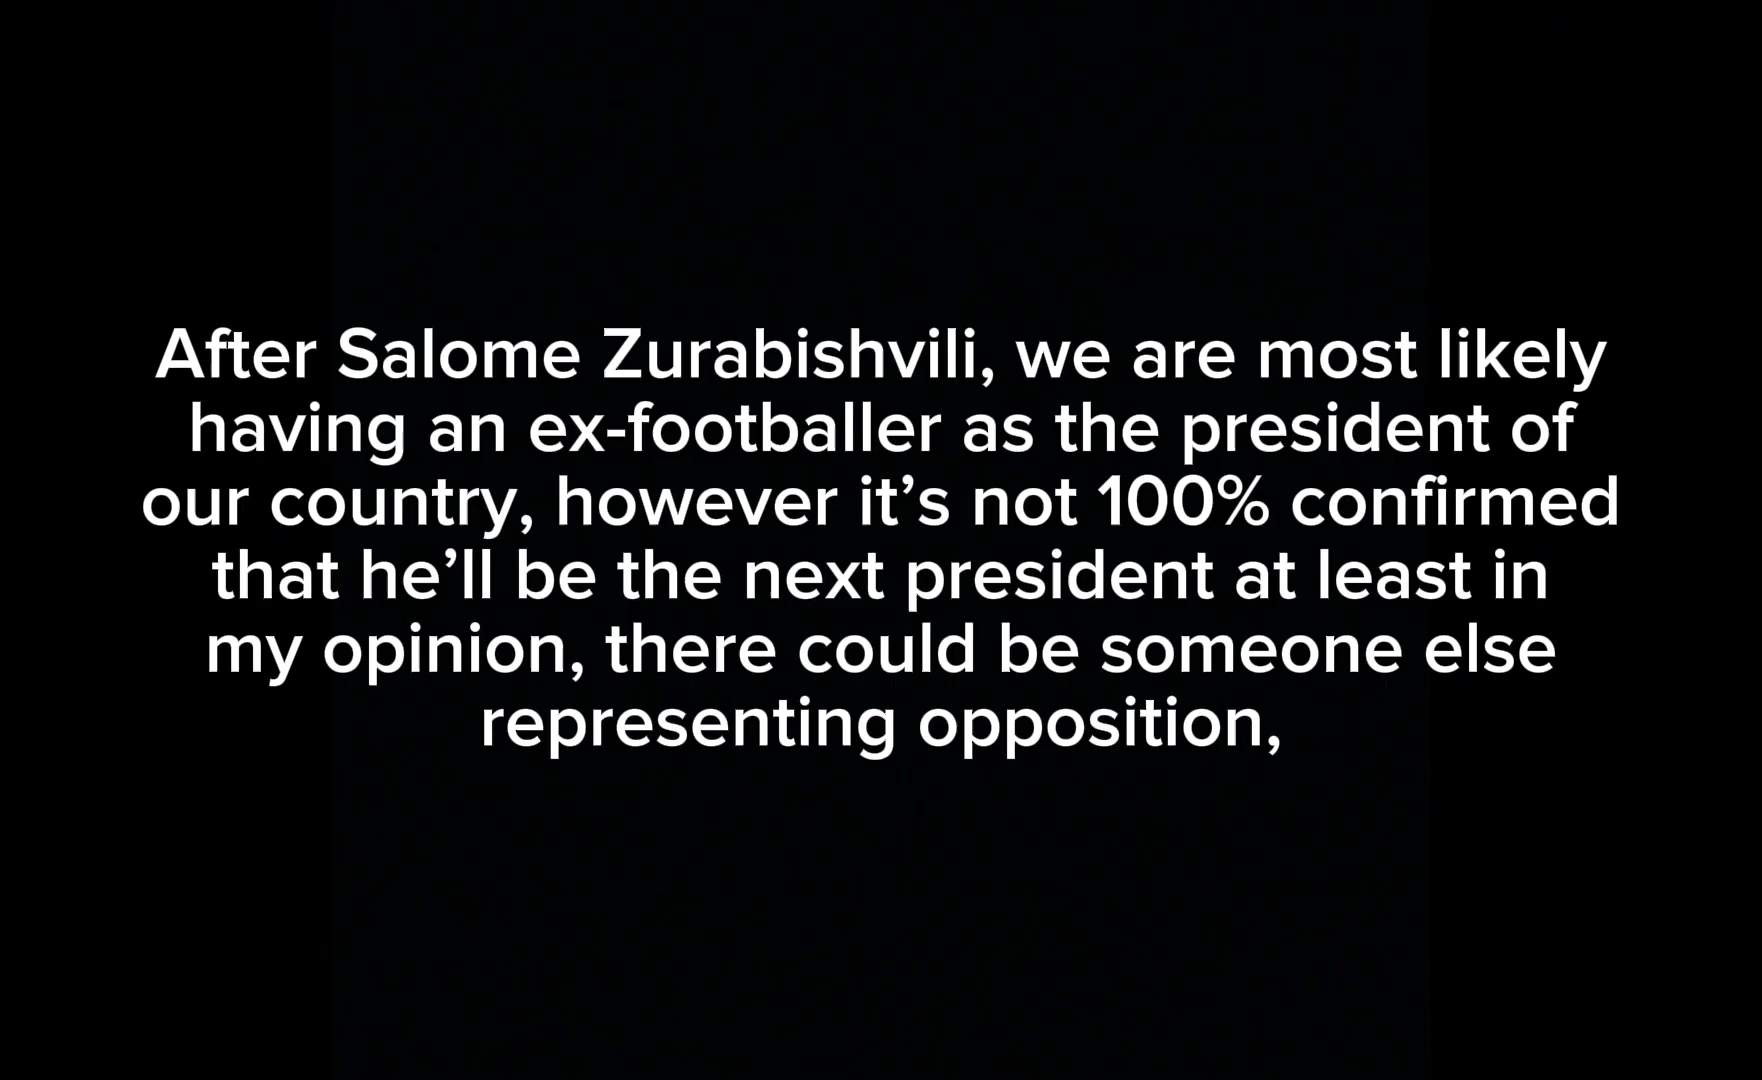 After Salome Zurabishvili, we are most likely
having an ex-footballer as the president of
our country, however it’s not 100% confirmed
that he’ll be the next president at least in
my opinion, there could be someone else
representing opposition,